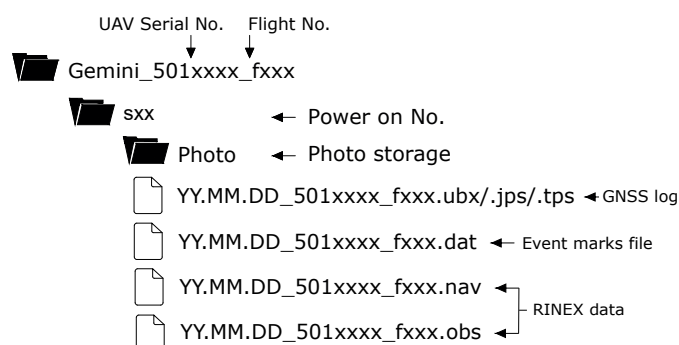 UAV Serial No. Flight No.
Gemini_501xxxx_fxxx
sxx Power on No.
Photo Photo storage
YY.MM.DD_501xxxx_fxxx.ubx/.jps/.tps GNSS log
YY.MM.DD_501xxxx_fxxx.dat Event marks file
YY.MM.DD_501xxxx_fxxx.nav
RINEX data
YY.MM.DD_501xxxx_fxxx.obs